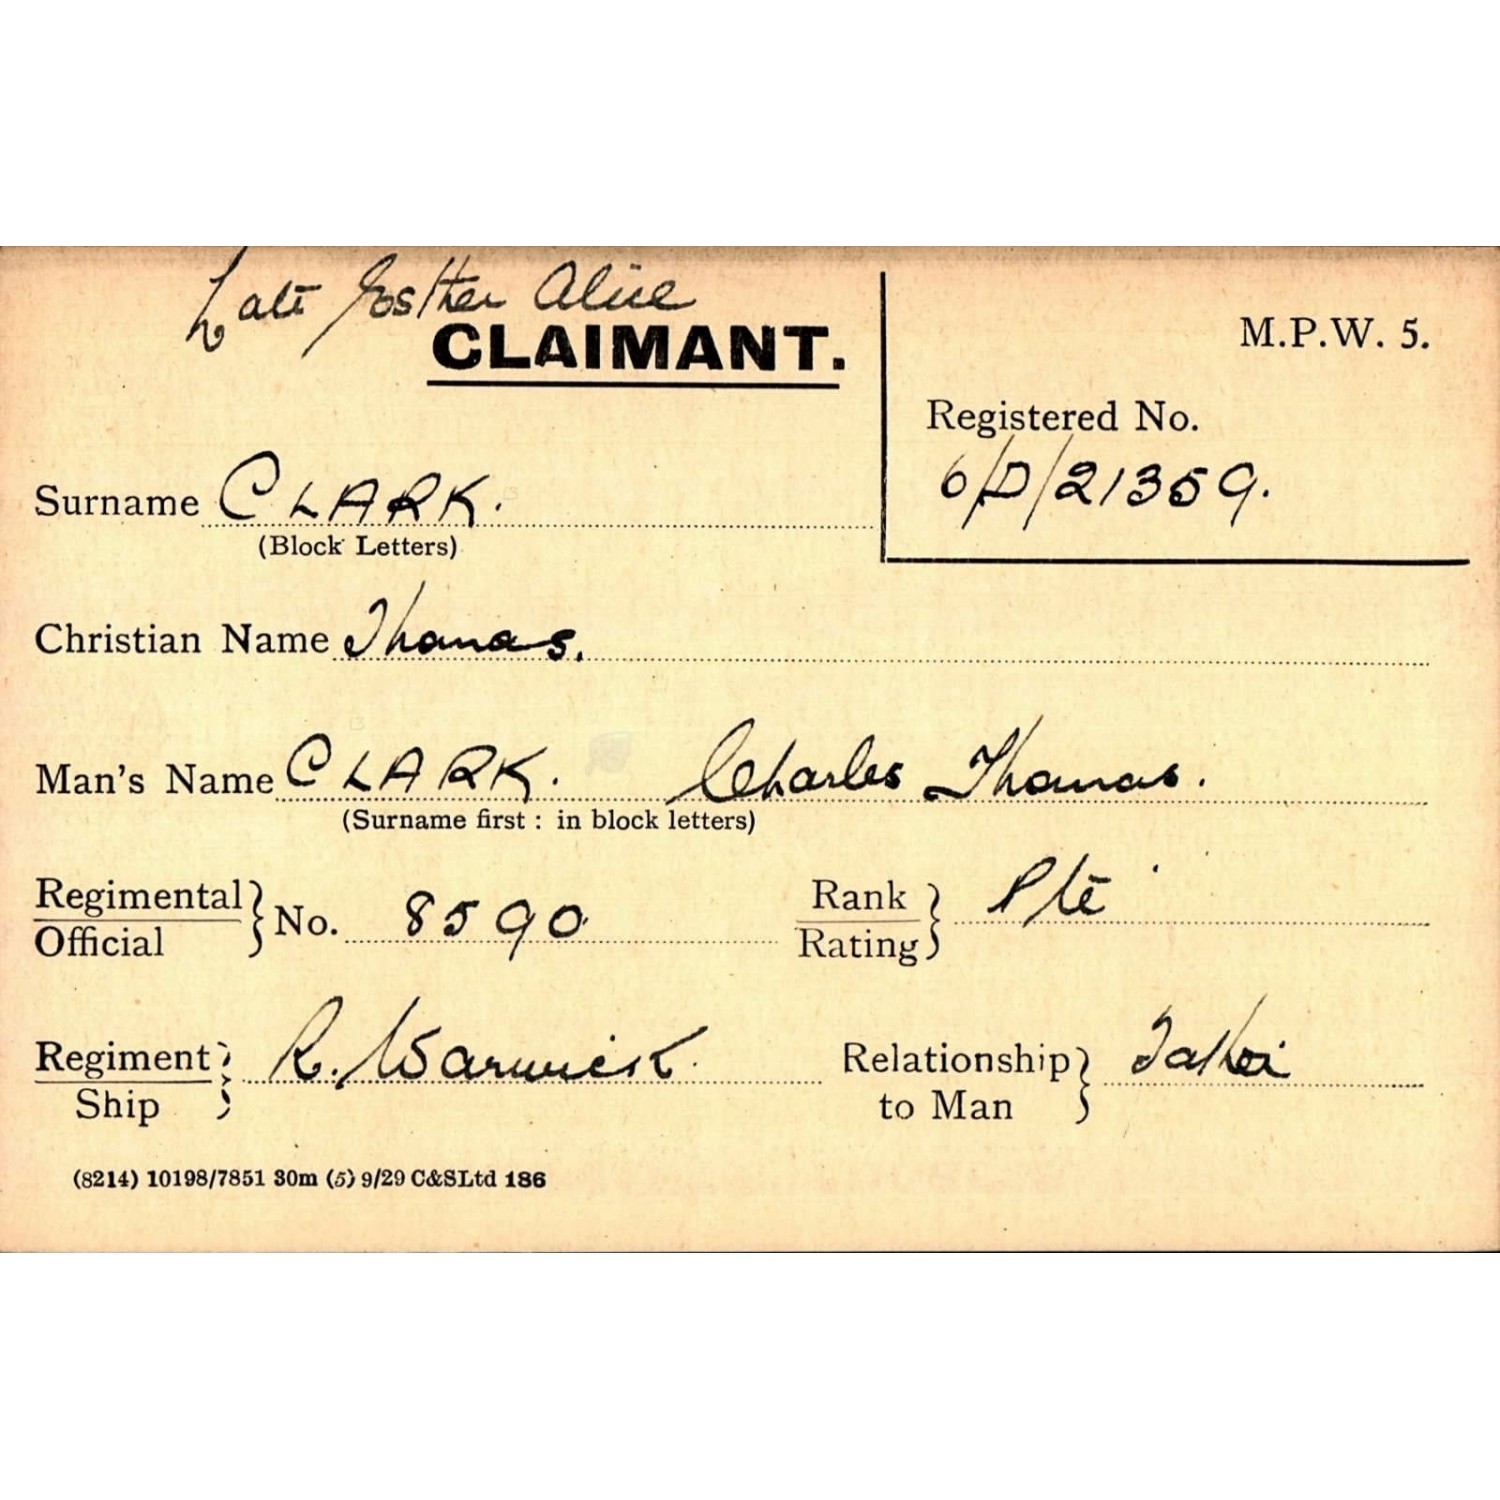 Late Esther Alice
CLAIMANT.
M.P.W. 5.
Registered No.
6/D/21359.
Surname CLARK.
(Block Letters)
Christian Name Thomas.
Man's Name CLARK. Charles Thomas.
(Surname first : in block letters)
Regimental
Official } No. 8590
Rank
Rating } Pte
Regiment
Ship } R. Warwick.
Relationship
to Man } Father
(8214) 10198/7851 30m (5) 9/29 C&SLtd 186